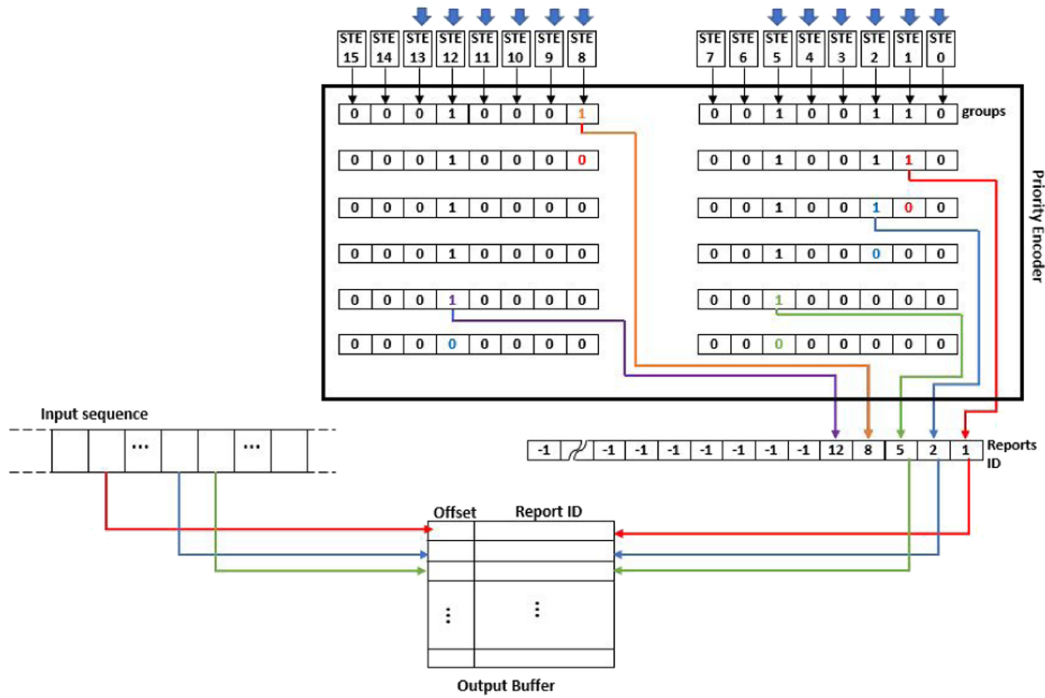 STE 15 STE 14 STE 13 STE 12 STE 11 STE 10 STE 9 STE 8 STE 7 STE 6 STE 5 STE 4 STE 3 STE 2 STE 1 STE 0
0 0 0 1 0 0 0 1 0 0 1 0 0 1 1 0 groups
0 0 0 1 0 0 0 0 0 0 1 0 0 1 1 0
0 0 0 1 0 0 0 0 0 0 1 0 0 1 0 0
0 0 0 1 0 0 0 0 0 0 1 0 0 0 0 0
0 0 0 1 0 0 0 0 0 0 1 0 0 0 0 0
0 0 0 0 0 0 0 0 0 0 0 0 0 0 0 0
Priority Encoder
Input sequence
... ...
-1 -1 -1 -1 -1 -1 -1 -1 12 8 5 2 1 Reports
ID
Offset Report ID
⋮ ⋮
Output Buffer